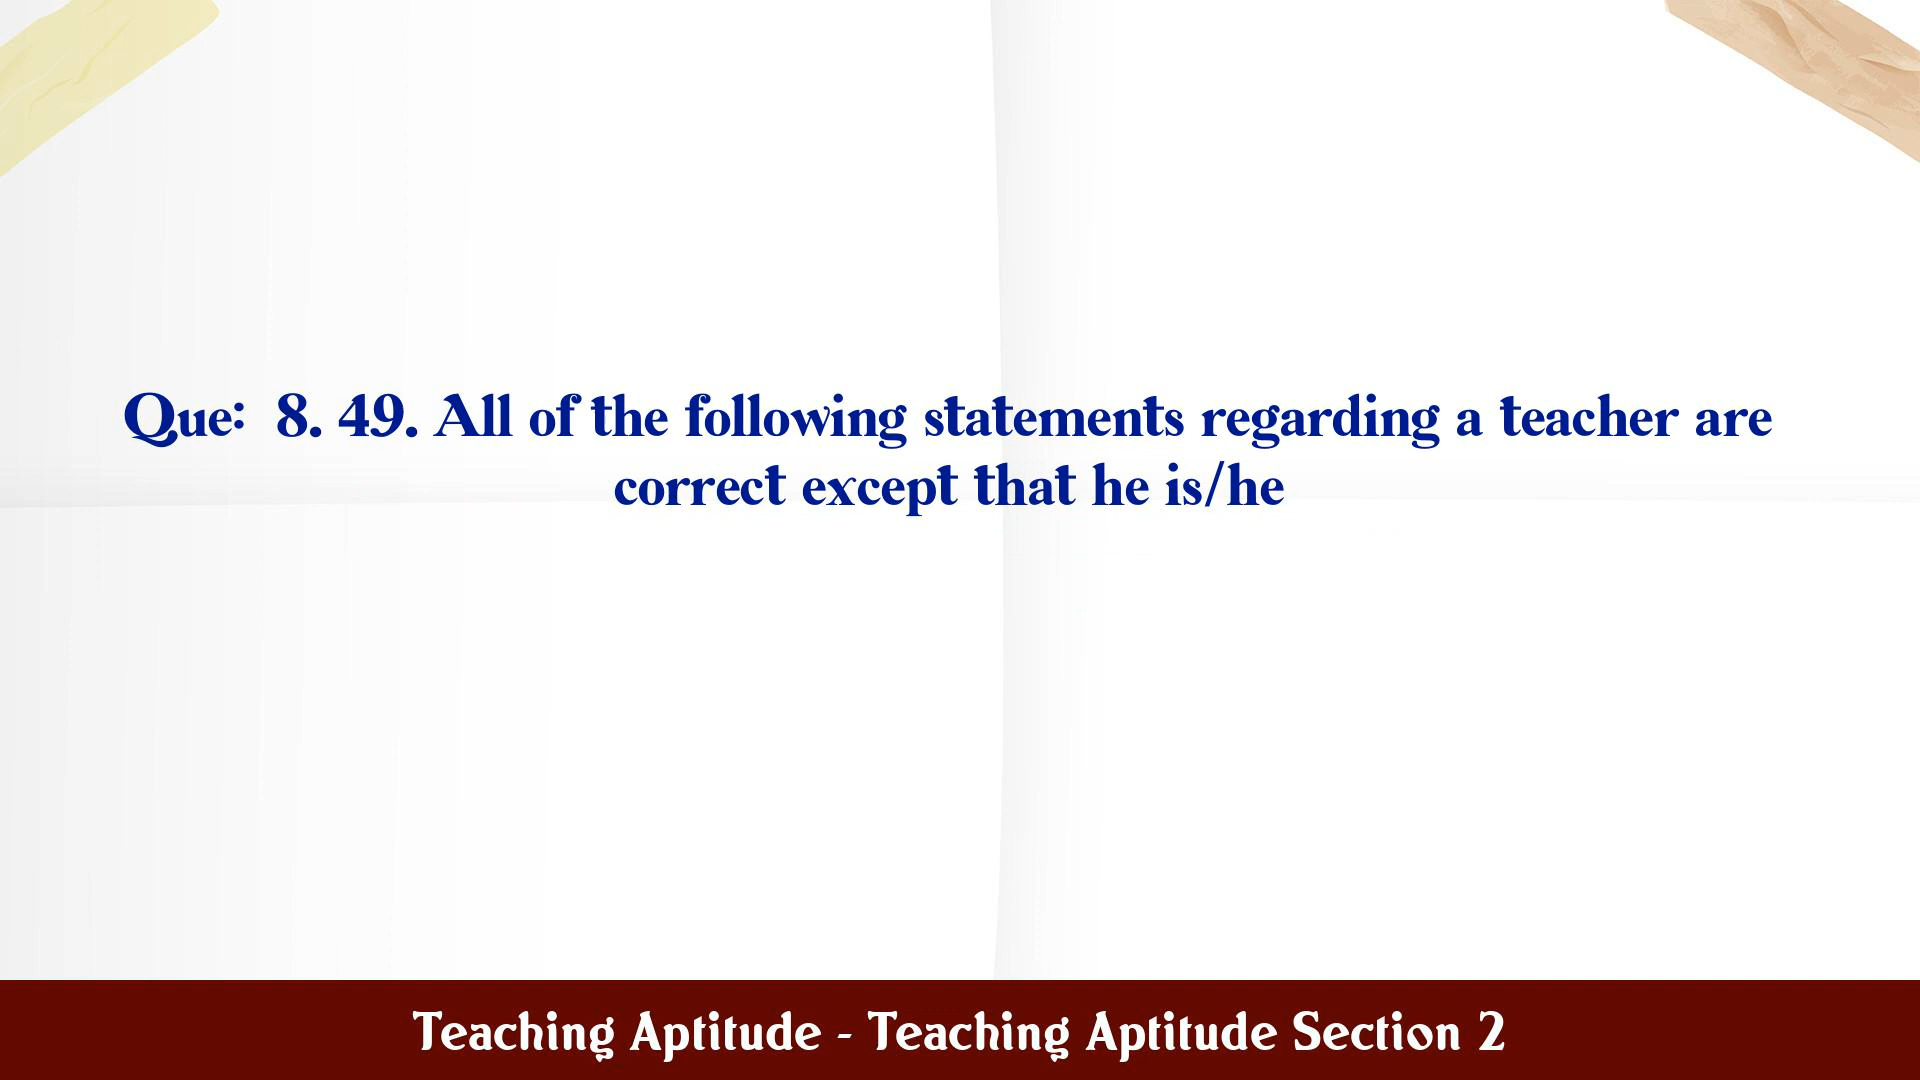 Que:  8. 49. All of the following statements regarding a teacher are
correct except that he is/he
Teaching Aptitude - Teaching Aptitude Section 2